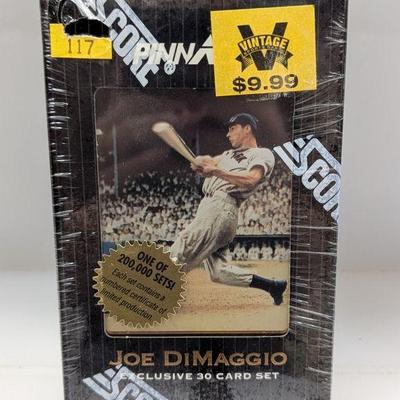 117
SCORE
PINNA
VINTAGE
$9.99
SCORE
ONE OF
200,000 SETS!
Each set contains a
numbered certificate of
limited production
JOE DIMAGGIO
EXCLUSIVE 30 CARD SET
SCORE